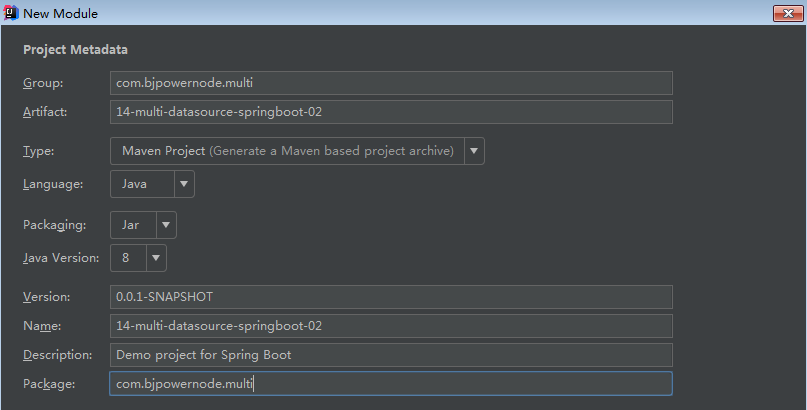 New Module
Project Metadata
Group: com.bjpowernode.multi
Artifact: 14-multi-datasource-springboot-02
Type: Maven Project (Generate a Maven based project archive)
Language: Java
Packaging: Jar
Java Version: 8
Version: 0.0.1-SNAPSHOT
Name: 14-multi-datasource-springboot-02
Description: Demo project for Spring Boot
Package: com.bjpowernode.multi